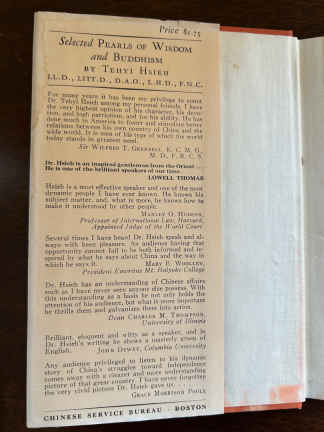 Price $1.75
Selected PEARLS OF WISDOM
and BUDDHISM
BY TEHYI HSIEH
LL.D., LITT.D., D.A.O., L.H.D., F.N.C.
For many years it has been my privilege to count
Dr. Tehyi Hsieh among my personal friends. I have
the very highest opinion of his character, his devo-
tion, and high patriotism, and for his ability. He has
done much in America to foster and stimulate better
relations between his own country of China and the
wide world. It is men of his type of which the world
today stands in greatest need.
Sir WILFRED T. GRENFELL, K. C. M. G.,
M. D., F. R. C. S.
Dr. Hsieh is an inspired gentleman from the Orient
He is one of the brilliant speakers of our time.
LOWELL THOMAS
Hsieh is a most effective speaker and one of the most
dynamic people I have ever known. He knows his
subject matter, and, what is more, he knows how to
make it understood by other people.
MANLEY O. HUDSON,
Professor of International Law, Harvard,
Appointed Judge of the World Court
Several times I have heard Dr. Hsieh speak and al-
ways with keen pleasure. No audience having that
opportunity cannot fail to be both informed and in-
spired by what he says about China and the way in
which he says it.
MARY E. WOOLLEY,
President Emeritus Mt. Holyoke College
Dr. Hsieh has an understanding of Chinese affairs
such as I have never seen anyone else possess. With
this understanding as a basis he not only holds the
attention of his audience, but what is more important
he thrills them and galvanizes them into action.
Dean CHARLES M. THOMPSON,
University of Illinois
Brilliant, eloquent and witty as a speaker, and in
Dr. Hsieh's writing he shows a masterly grasp of
English.
JOHN DEWEY, Columbia University
Any audience privileged to listen to his dynamic
story of China's struggles toward independence
comes away with a clearer and more understanding
picture of that great country. I have never forgotten
the very vivid picture Dr. Hsieh gave us.
GRACE MORRISON POOLE
CHINESE SERVICE BUREAU - BOSTON